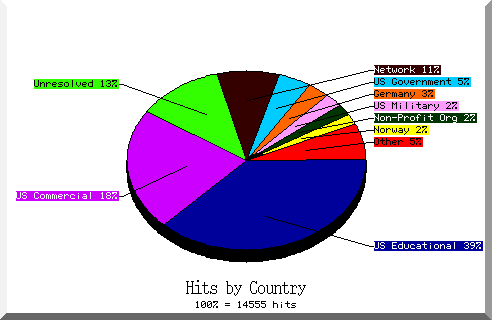 Network 11%
US Government 5%
Unresolved 13%
Germany 3%
US Military 2%
Non-Profit Org 2%
Norway 2%
Other 5%
US Commercial 18%
US Educational 39%
Hits by Country
100% = 14555 hits